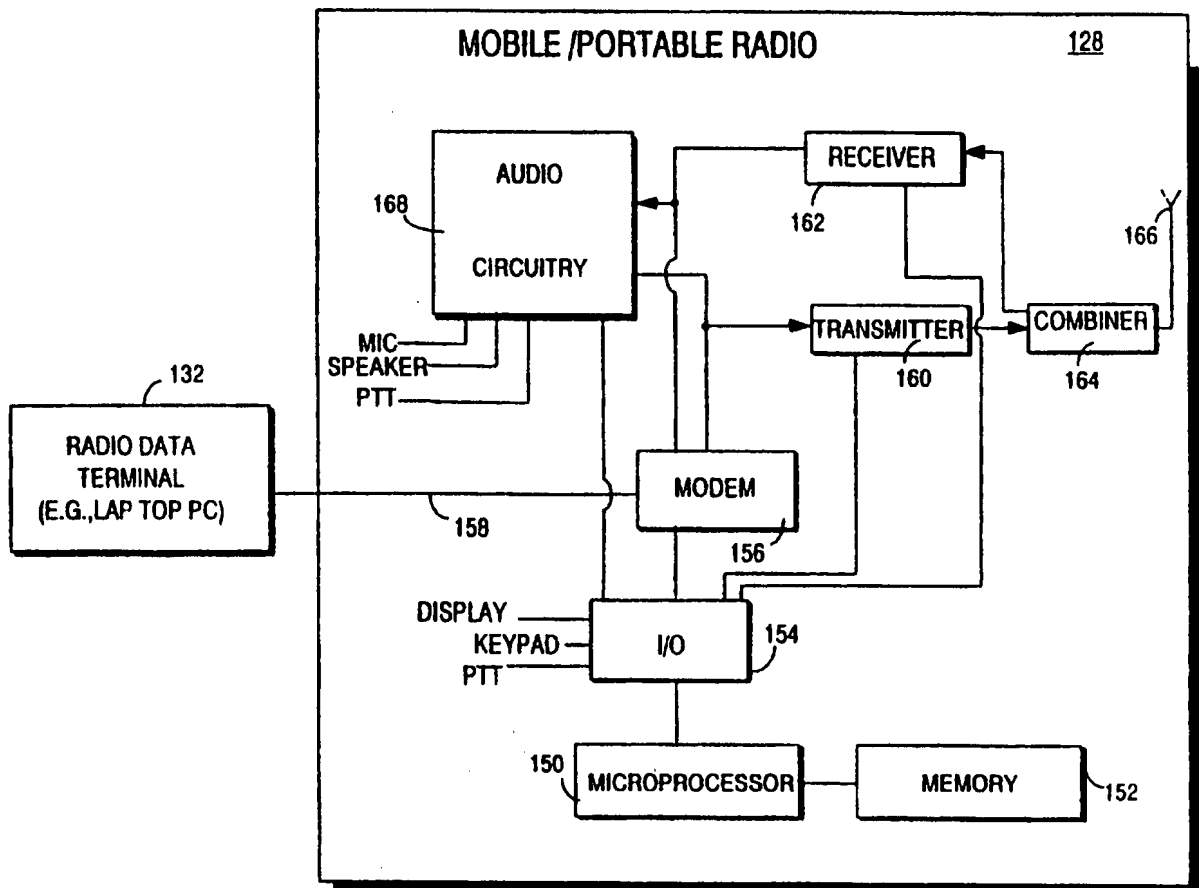 MOBILE /PORTABLE RADIO
128
AUDIO
CIRCUITRY
168
RECEIVER
162
166
TRANSMITTER
160
COMBINER
164
MIC
SPEAKER
PTT
132
RADIO DATA
TERMINAL
(E.G.,LAP TOP PC)
158
MODEM
156
DISPLAY
KEYPAD
PTT
I/O
154
150
MICROPROCESSOR
MEMORY
152